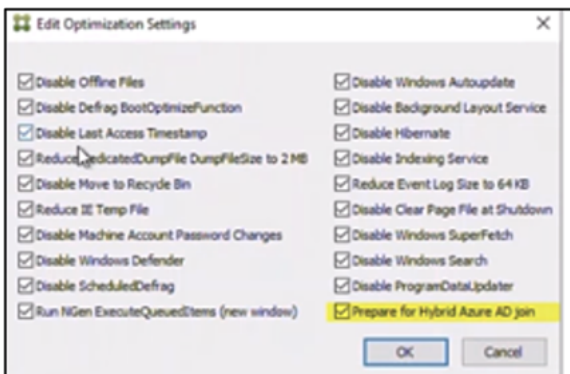 Edit Optimization Settings
Disable Offline Files
Disable Defrag BootOptimizeFunction
Disable Last Access Timestamp
Reduce DedicatedDumpFile DumpFileSize to 2 MB
Disable Move to Recycle Bin
Reduce IE Temp File
Disable Machine Account Password Changes
Disable Windows Defender
Disable ScheduledDefrag
Run NGen ExecuteQueuedItems (new window)
Disable Windows Autoupdate
Disable Background Layout Service
Disable Hibernate
Disable Indexing Service
Reduce Event Log Size to 64 KB
Disable Clear Page File at Shutdown
Disable Windows SuperFetch
Disable Windows Search
Disable ProgramDataUpdater
Prepare for Hybrid Azure AD join
OK
Cancel